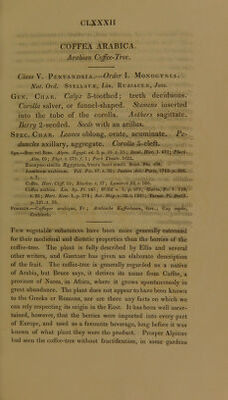 CLXXXII
COFFEA ARABICA.
Arabian Coffee-Tree.
Class V. PENTANDRIA.—Order I. MONOGYNIA.
Nat. Ord. STELLATÆ, Lin. RUBIACEÆ, Juss.
GEN. CHAR. Calyx 5-toothed; teeth deciduous.
Corolla salver, or funnel-shaped. Stamens inserted
into the tube of the corolla. Anthers sagittate.
Berry 2-seeded. Seeds with an arillus.
SPEC. CHAR. Leaves oblong, ovate, acuminate. Pe-
duncles axillary, aggregate. Corolla 5-cleft.
Few vegetable substances have been more generally esteemed
for their medicinal and dietetic properties than the berries of the
coffee-tree. The plant is fully described by Ellis and several
other writers, and Gærtner has given an elaborate description
of the fruit. The coffee-tree is generally regarded as a native
of Arabia, but Bruce says, it derives its name from Caffa, a
province of Narea, in Africa, where it grows spontaneously in
great abundance. The plant does not appear to have been known
to the Greeks or Romans, nor are there any facts on which we
can rely respecting its origin in the East. It has been well ascer-
tained, however, that the berries were imported into every part
of Europe, and used as a favourite beverage, long before it was
known of what plant they were the product. Prosper Alpinus
had seen the coffee-tree without fructification, in some gardens